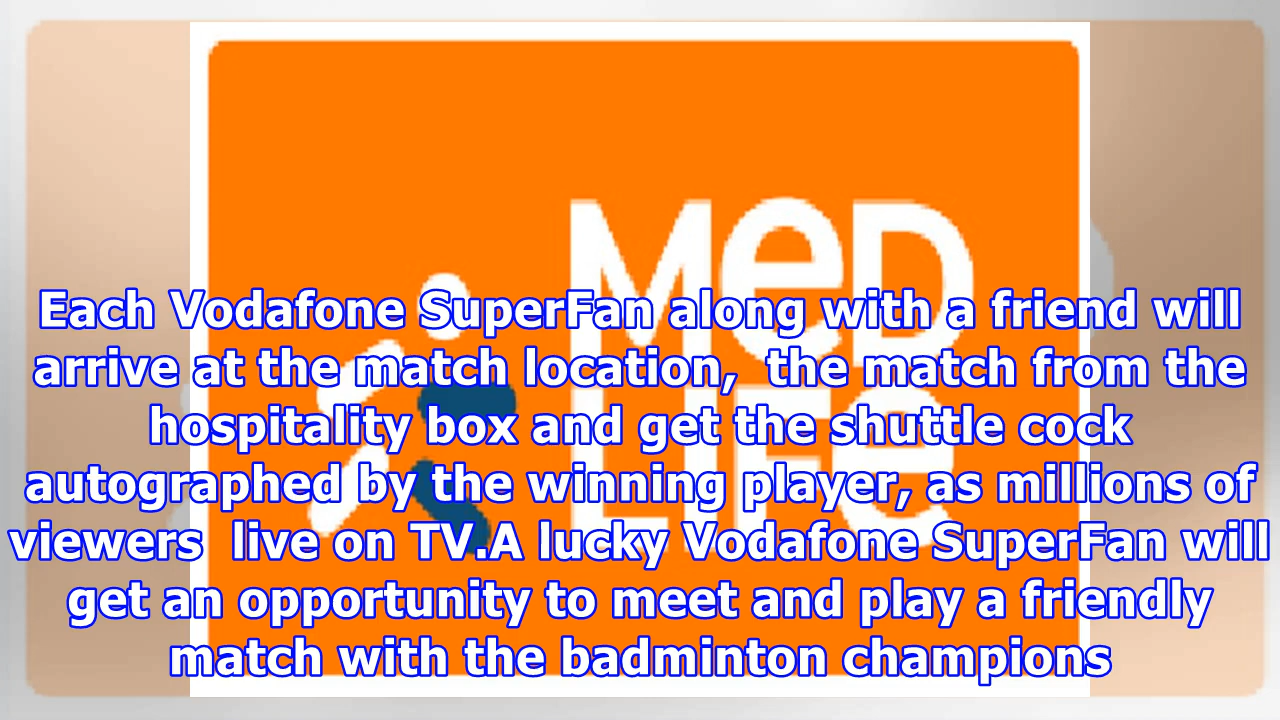 MeD
LiFe
Each Vodafone SuperFan along with a friend will
arrive at the match location,  the match from the
hospitality box and get the shuttle cock
autographed by the winning player, as millions of
viewers  live on TV.A lucky Vodafone SuperFan will
get an opportunity to meet and play a friendly
match with the badminton champions